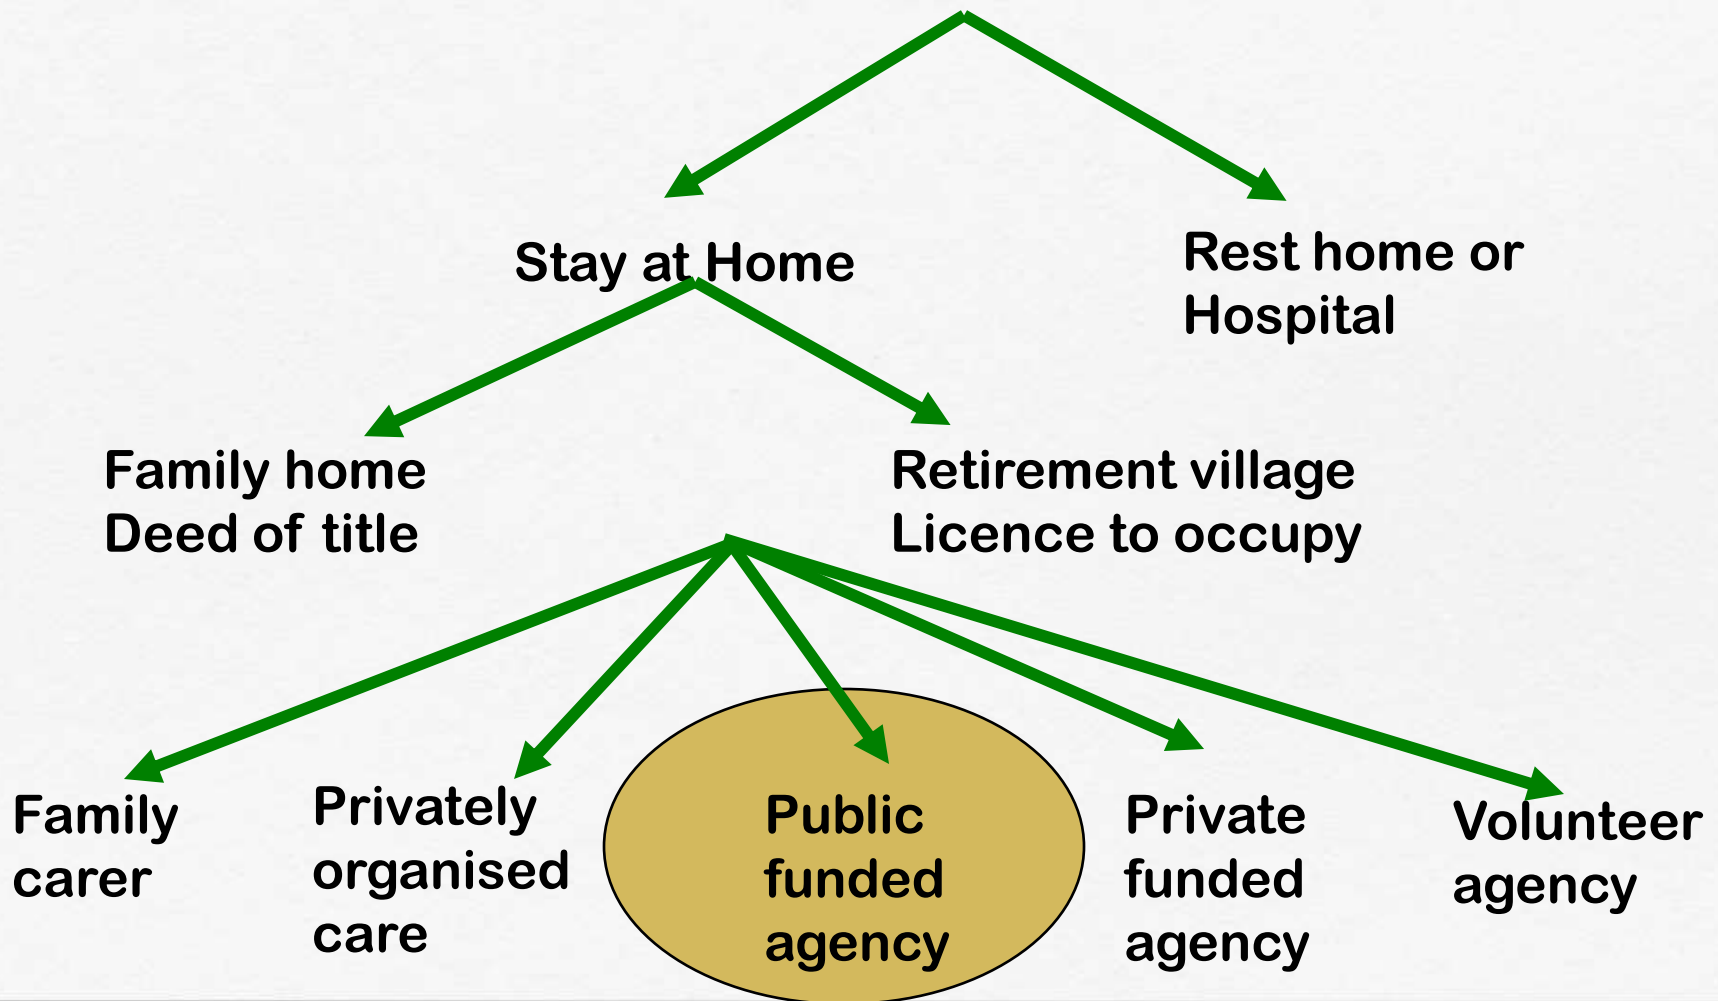 Stay at Home
Rest home or
Hospital
Family home
Deed of title
Retirement village
Licence to occupy
Family
carer
Privately
organised
care
Public
funded
agency
Private
funded
agency
Volunteer
agency